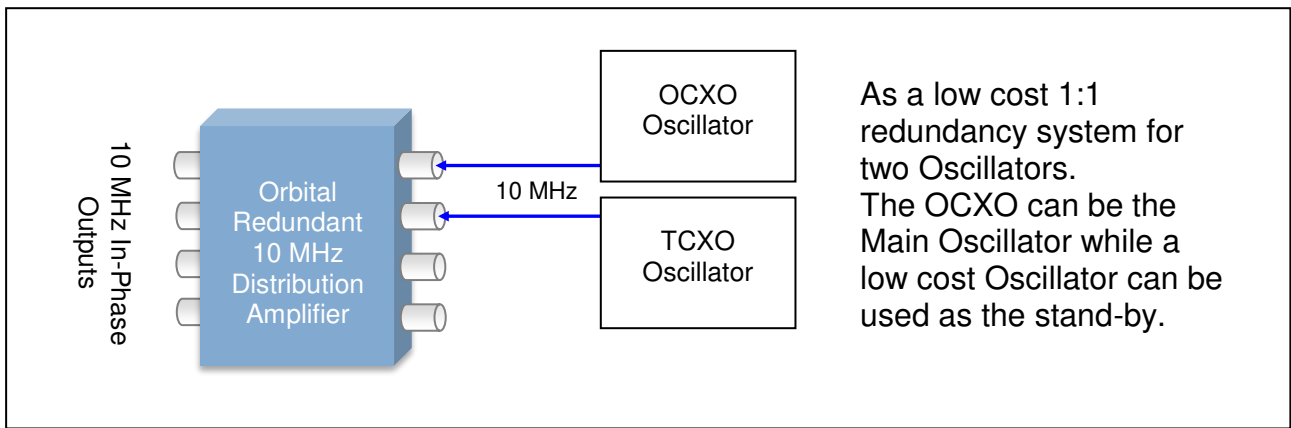 10 MHz In-Phase
Outputs
Orbital
Redundant
10 MHz
Distribution
Amplifier
10 MHz
OCXO
Oscillator
TCXO
Oscillator
As a low cost 1:1
redundancy system for
two Oscillators.
The OCXO can be the
Main Oscillator while a
low cost Oscillator can be
used as the stand-by.